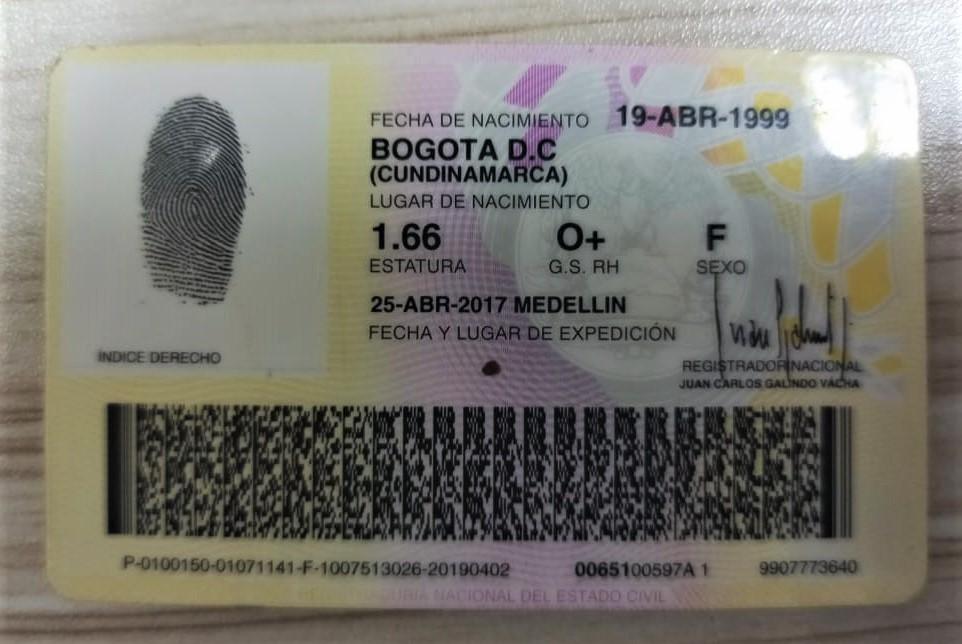 FECHA DE NACIMIENTO 19-ABR-1999
BOGOTA D.C
(CUNDINAMARCA)
LUGAR DE NACIMIENTO
1.66 O+ F
ESTATURA G.S. RH SEXO
25-ABR-2017 MEDELLIN
FECHA Y LUGAR DE EXPEDICIÓN
INDICE DERECHO
REGISTRADOR NACIONAL
JUAN CARLOS GALINDO VACHA
P-0100150-01071141-F-1007513026-20190402 0065100597A 1 9907773640
REGISTRADURIA NACIONAL DEL ESTADO CIVIL